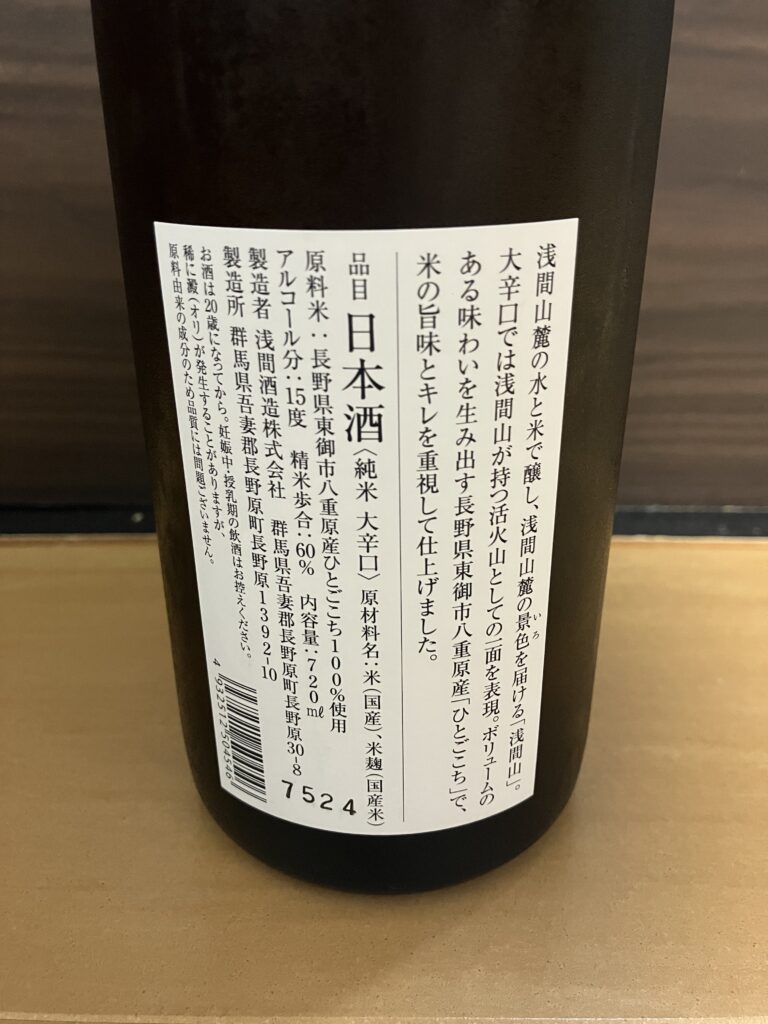 浅間山麓の水と米で醸し、浅間山麓の景色を届ける「浅間山」。
いろ
大辛口では浅間山が持つ活火山としての一面を表現。ボリュームの
ある味わいを生み出す長野県東御市八重原産「ひとごこち」で、
米の旨味とキレを重視して仕上げました。
品目 日本酒〈純米 大辛口〉 原材料名:米(国産)、米麹(国産米)
原料米:長野県東御市八重原産ひとごこち100%使用
アルコール分:15度 精米歩合:60% 内容量:720㎖
製造者 浅間酒造株式会社 群馬県吾妻郡長野原町長野原30-8
製造所 群馬県吾妻郡長野原町長野原1392-10
お酒は20歳になってから。妊娠中・授乳期の飲酒はお控えください。
稀に澱(オリ)が発生することがありますが、
原料由来の成分のため品質には問題ございません。
7524
4 932512 504546